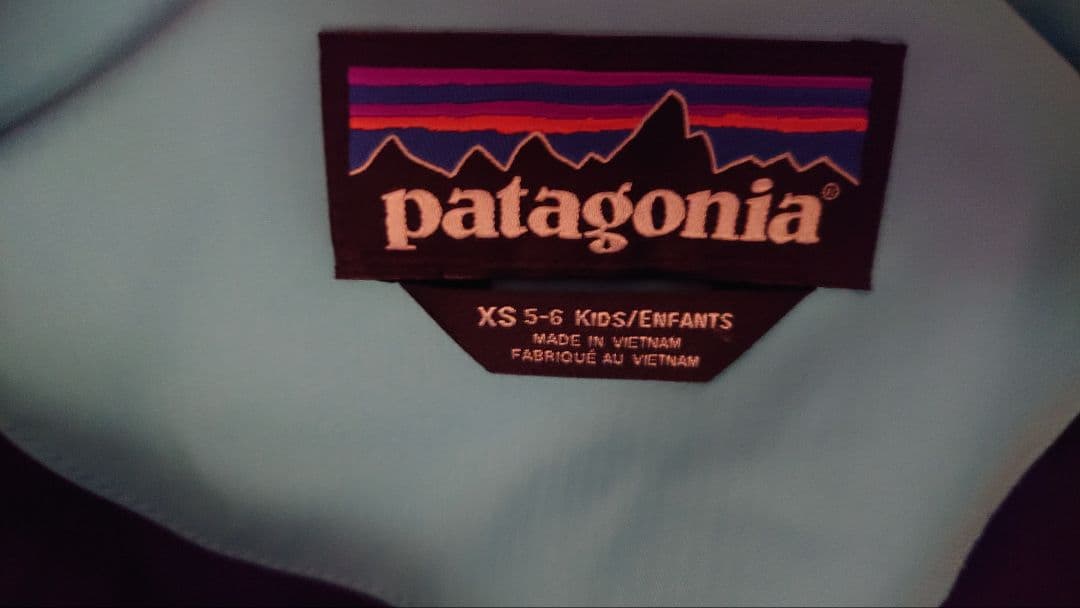 patagonia®
XS 5-6 KIDS/ENFANTS
MADE IN VIETNAM
FABRIQUÉ AU VIETNAM